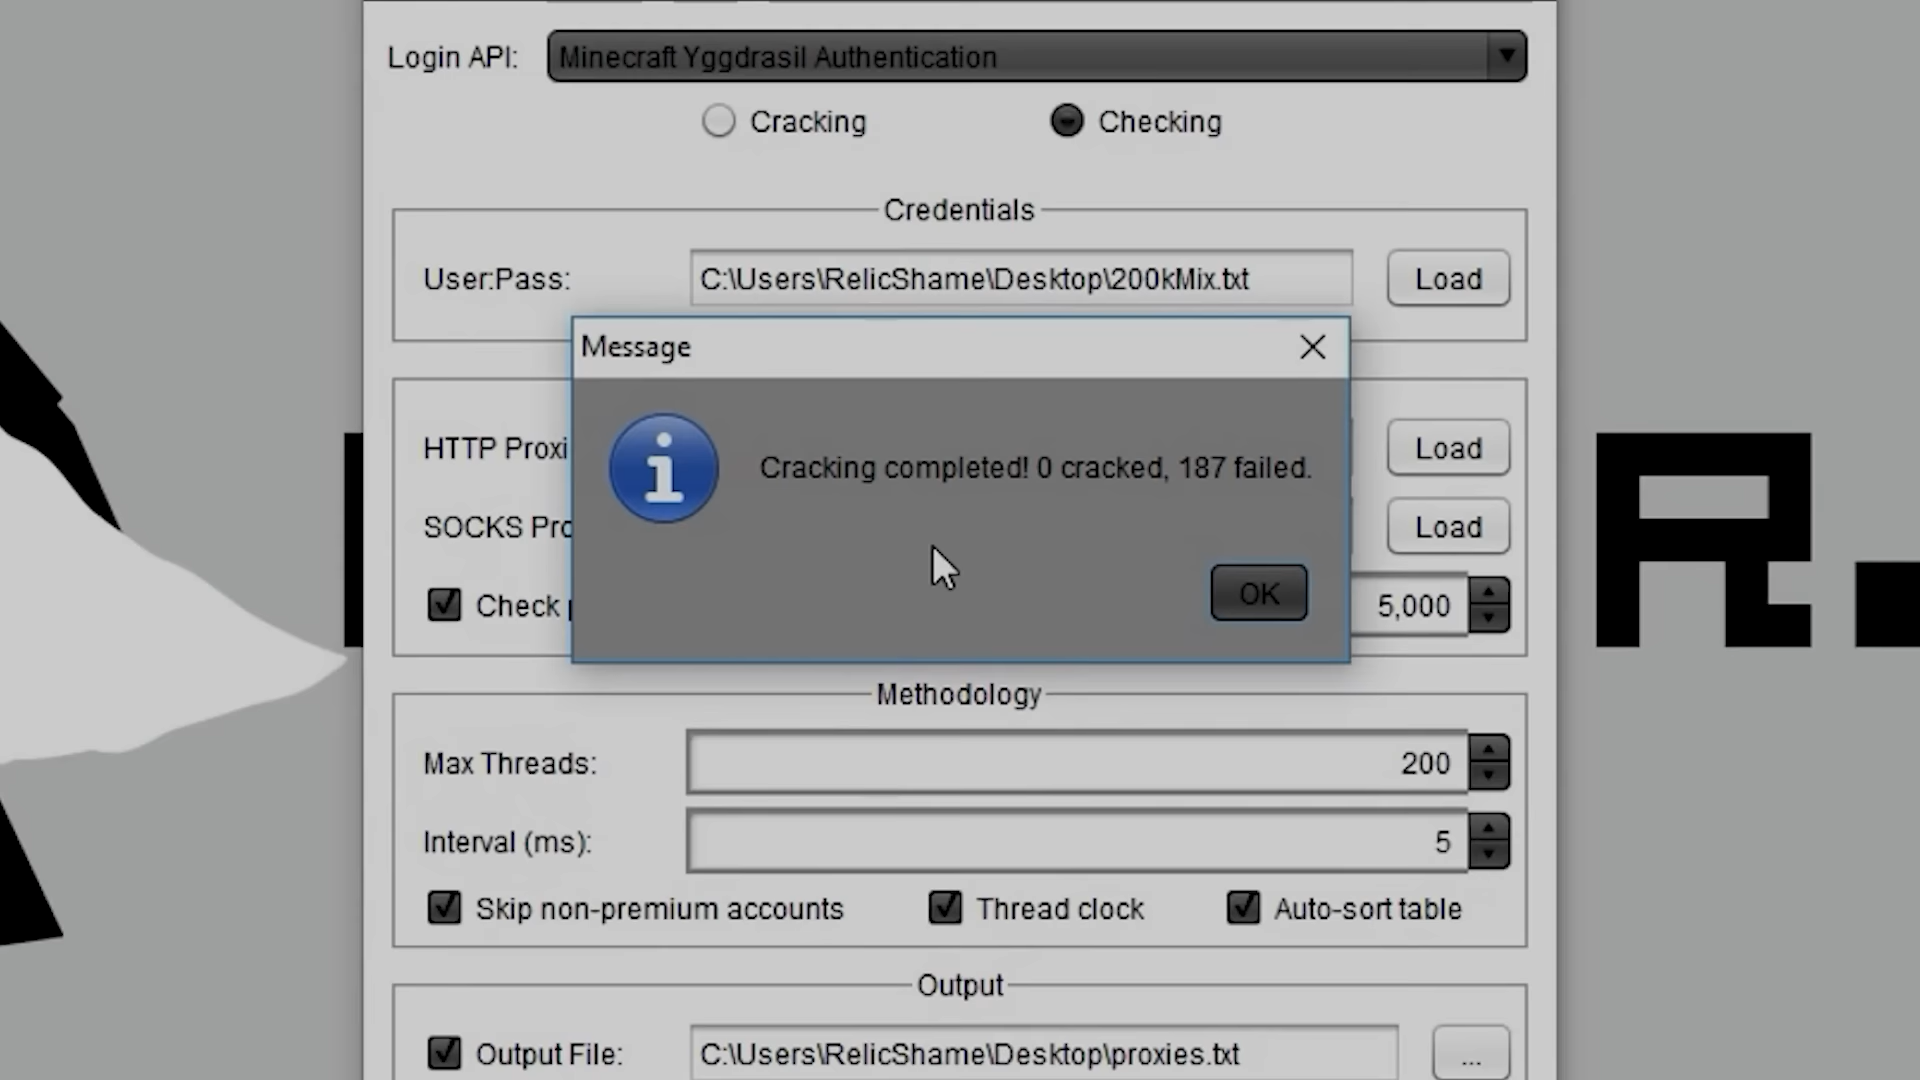 Login API: Minecraft Yggdrasil Authentication
Cracking Checking
Credentials
User:Pass: C:\Users\RelicShame\Desktop\200kMix.txt Load
Message
HTTP Proxi Load
Cracking completed! 0 cracked, 187 failed.
SOCKS Pro Load
OK
Check 5,000
Methodology
Max Threads: 200
Interval (ms): 5
Skip non-premium accounts Thread clock Auto-sort table
Output
Output File: C:\Users\RelicShame\Desktop\proxies.txt ...
R.